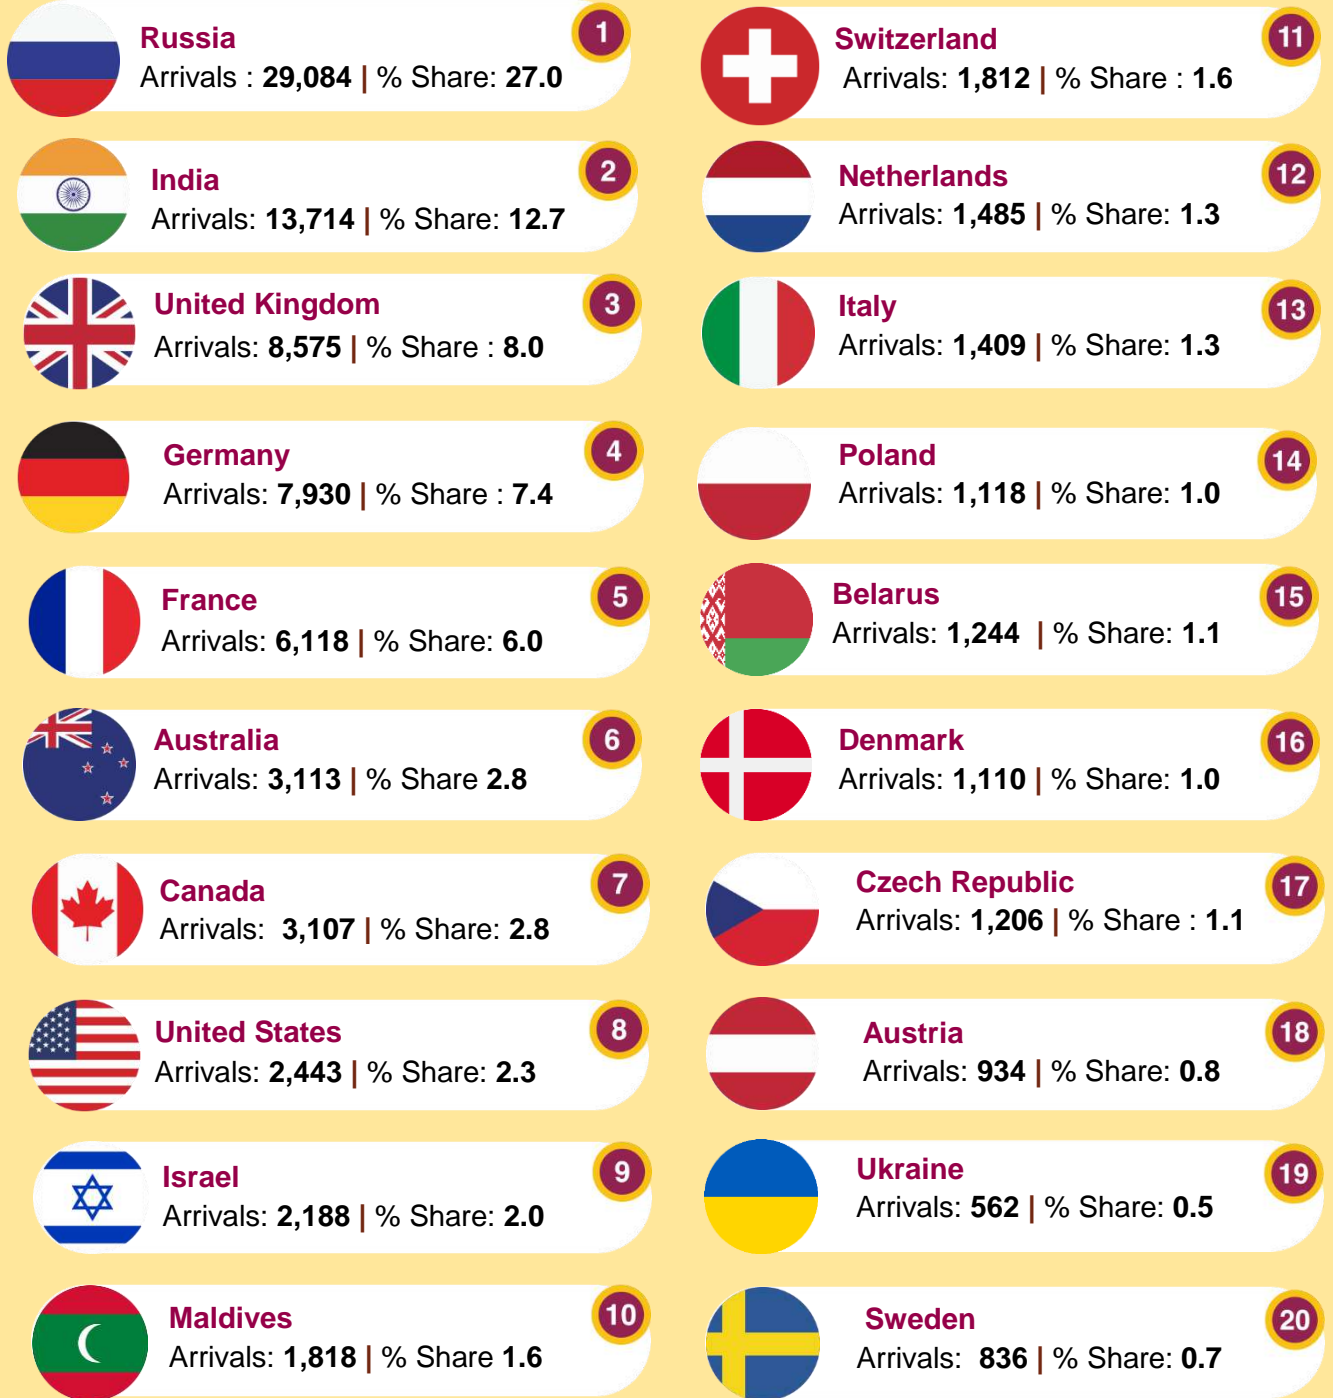 Russia
1
Arrivals : 29,084 | % Share: 27.0
India
2
Arrivals: 13,714 | % Share: 12.7
United Kingdom
3
Arrivals: 8,575 | % Share : 8.0
Germany
4
Arrivals: 7,930 | % Share : 7.4
France
5
Arrivals: 6,118 | % Share: 6.0
Australia
6
Arrivals: 3,113 | % Share 2.8
Canada
7
Arrivals: 3,107 | % Share: 2.8
United States
8
Arrivals: 2,443 | % Share: 2.3
Israel
9
Arrivals: 2,188 | % Share: 2.0
Maldives
10
Arrivals: 1,818 | % Share 1.6
Switzerland
11
Arrivals: 1,812 | % Share : 1.6
Netherlands
12
Arrivals: 1,485 | % Share: 1.3
Italy
13
Arrivals: 1,409 | % Share: 1.3
Poland
14
Arrivals: 1,118 | % Share: 1.0
Belarus
15
Arrivals: 1,244 | % Share: 1.1
Denmark
16
Arrivals: 1,110 | % Share: 1.0
Czech Republic
17
Arrivals: 1,206 | % Share : 1.1
Austria
18
Arrivals: 934 | % Share: 0.8
Ukraine
19
Arrivals: 562 | % Share: 0.5
Sweden
20
Arrivals: 836 | % Share: 0.7